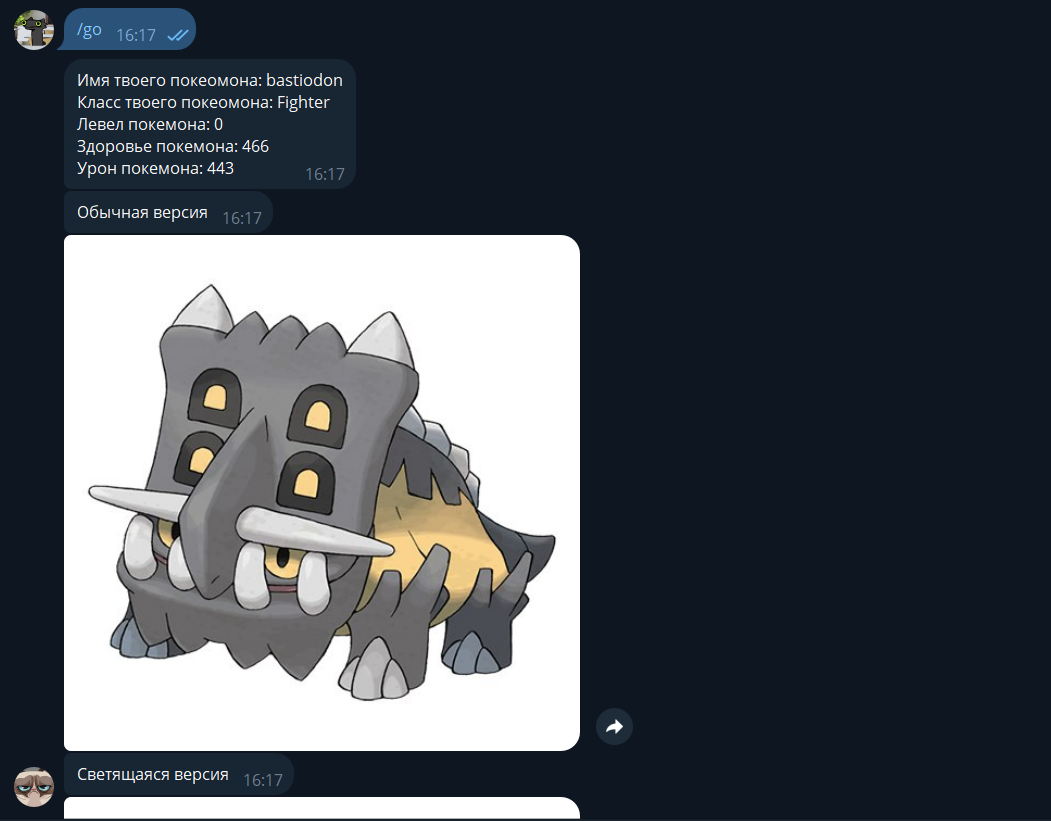 /go 16:17
Имя твоего покеомона: bastiodon
Класс твоего покеомона: Fighter
Левел покемона: 0
Здоровье покемона: 466
Урон покемона: 443
16:17
Обычная версия 16:17
Светящаяся версия 16:17